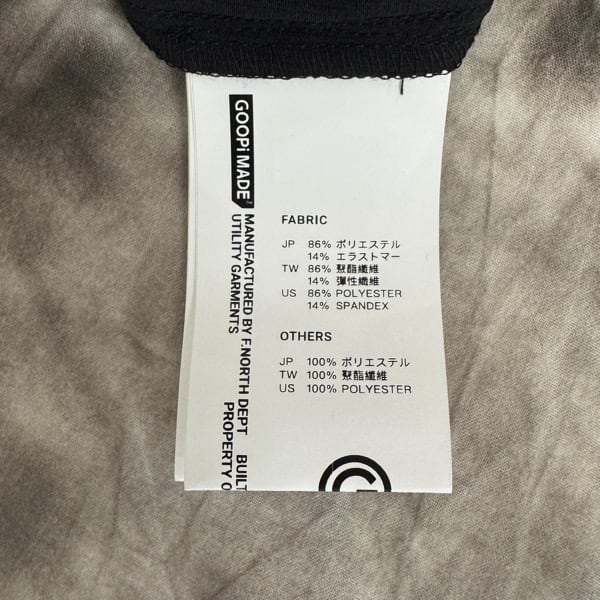 GOOPiMADE™
MANUFACTURED BY F.NORTH DEPT BUILT
UTILITY GARMENTS PROPERTY O
FABRIC
JP 86% ポリエステル
14% エラストマー
TW 86% 聚酯纖維
14% 彈性纖維
US 86% POLYESTER
14% SPANDEX
OTHERS
JP 100% ポリエステル
TW 100% 聚酯纖維
US 100% POLYESTER
G